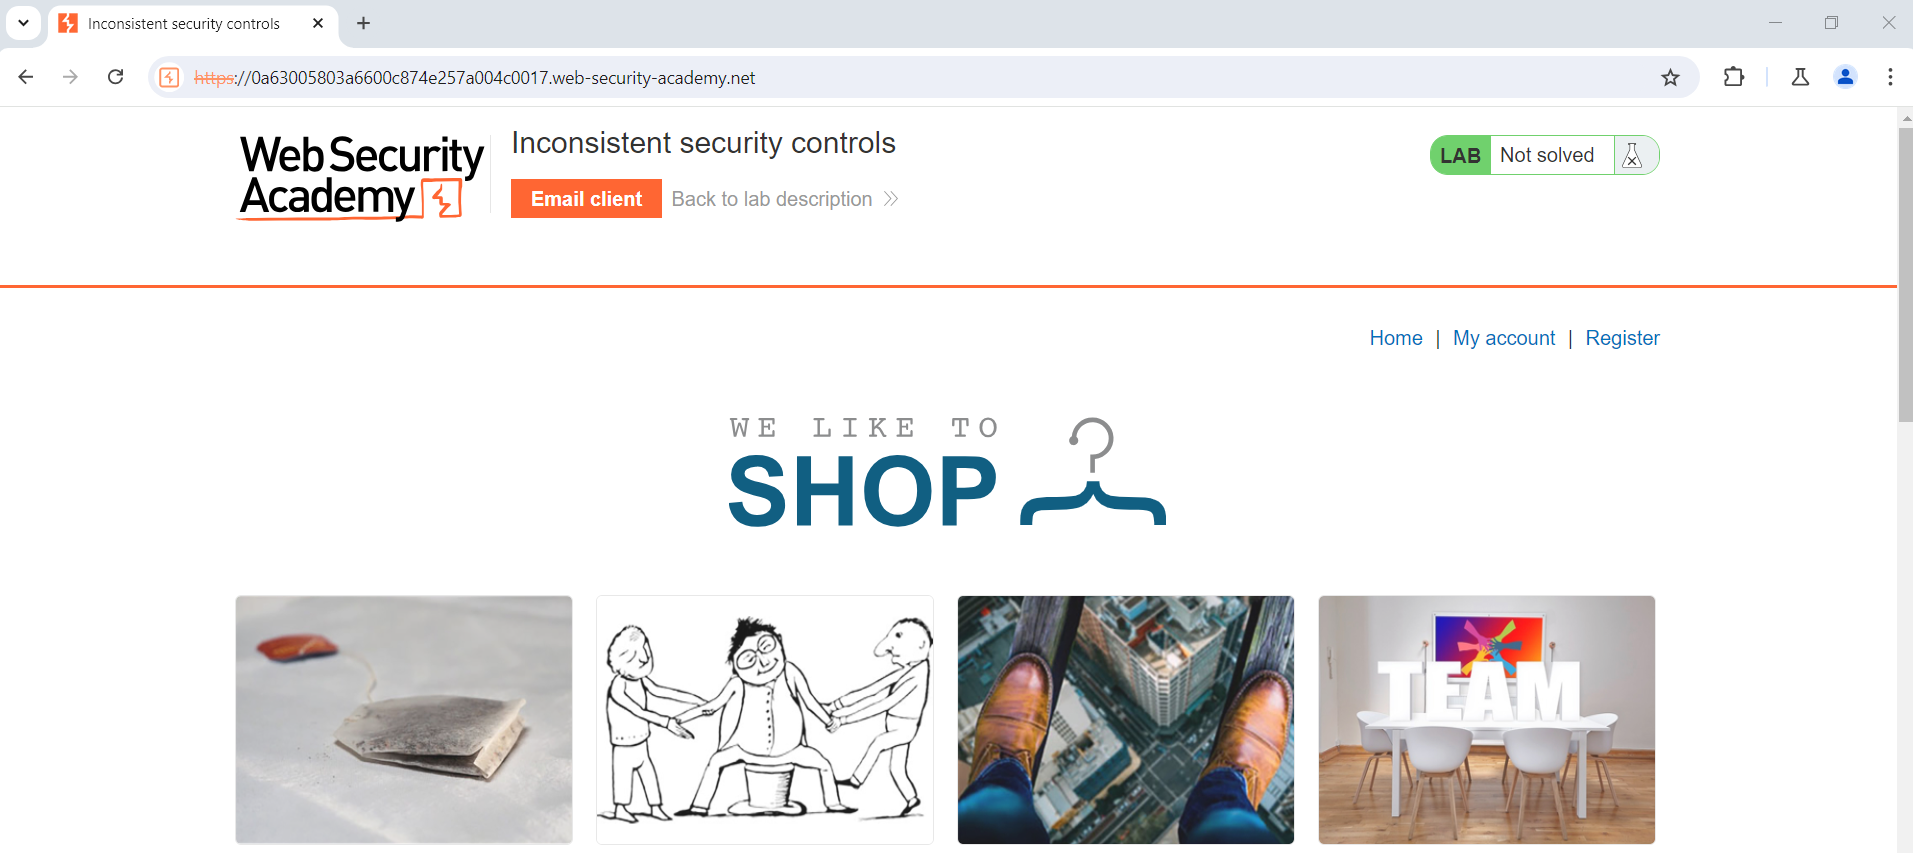 Inconsistent security controls
https://0a63005803a6600c874e257a004c0017.web-security-academy.net
Web Security
Academy
Inconsistent security controls
Email client
Back to lab description
LAB Not solved
Home | My account | Register
WE LIKE TO
SHOP
TEAM